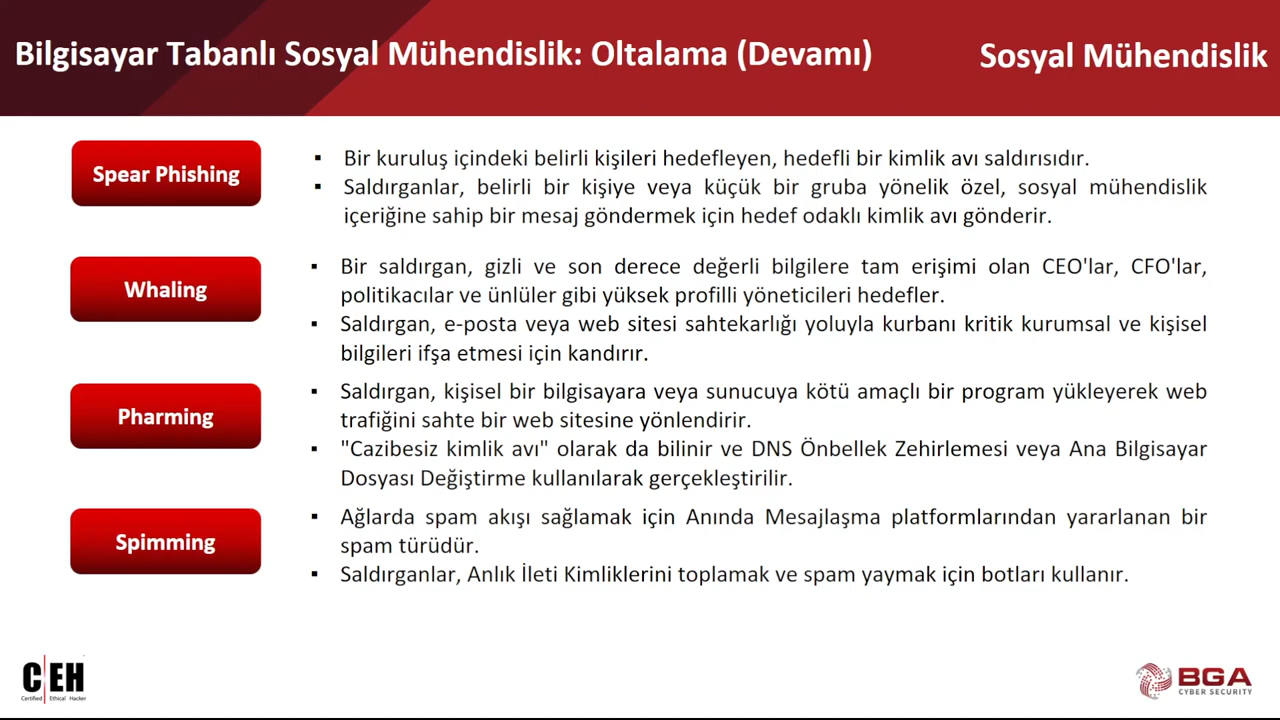 Bilgisayar Tabanlı Sosyal Mühendislik: Oltalama (Devamı)
Sosyal Mühendislik
Spear Phishing
▪ Bir kuruluş içindeki belirli kişileri hedefleyen, hedefli bir kimlik avı saldırısıdır.
▪ Saldırganlar, belirli bir kişiye veya küçük bir gruba yönelik özel, sosyal mühendislik
içeriğine sahip bir mesaj göndermek için hedef odaklı kimlik avı gönderir.
Whaling
▪ Bir saldırgan, gizli ve son derece değerli bilgilere tam erişimi olan CEO'lar, CFO'lar,
politikacılar ve ünlüler gibi yüksek profilli yöneticileri hedefler.
▪ Saldırgan, e-posta veya web sitesi sahtekarlığı yoluyla kurbanı kritik kurumsal ve kişisel
bilgileri ifşa etmesi için kandırır.
Pharming
▪ Saldırgan, kişisel bir bilgisayara veya sunucuya kötü amaçlı bir program yükleyerek web
trafiğini sahte bir web sitesine yönlendirir.
▪ "Cazibesiz kimlik avı" olarak da bilinir ve DNS Önbellek Zehirlemesi veya Ana Bilgisayar
Dosyası Değiştirme kullanılarak gerçekleştirilir.
Spimming
▪ Ağlarda spam akışı sağlamak için Anında Mesajlaşma platformlarından yararlanan bir
spam türüdür.
▪ Saldırganlar, Anlık İleti Kimliklerini toplamak ve spam yaymak için botları kullanır.
C|EH
Certified Ethical Hacker
BGA
CYBER SECURITY